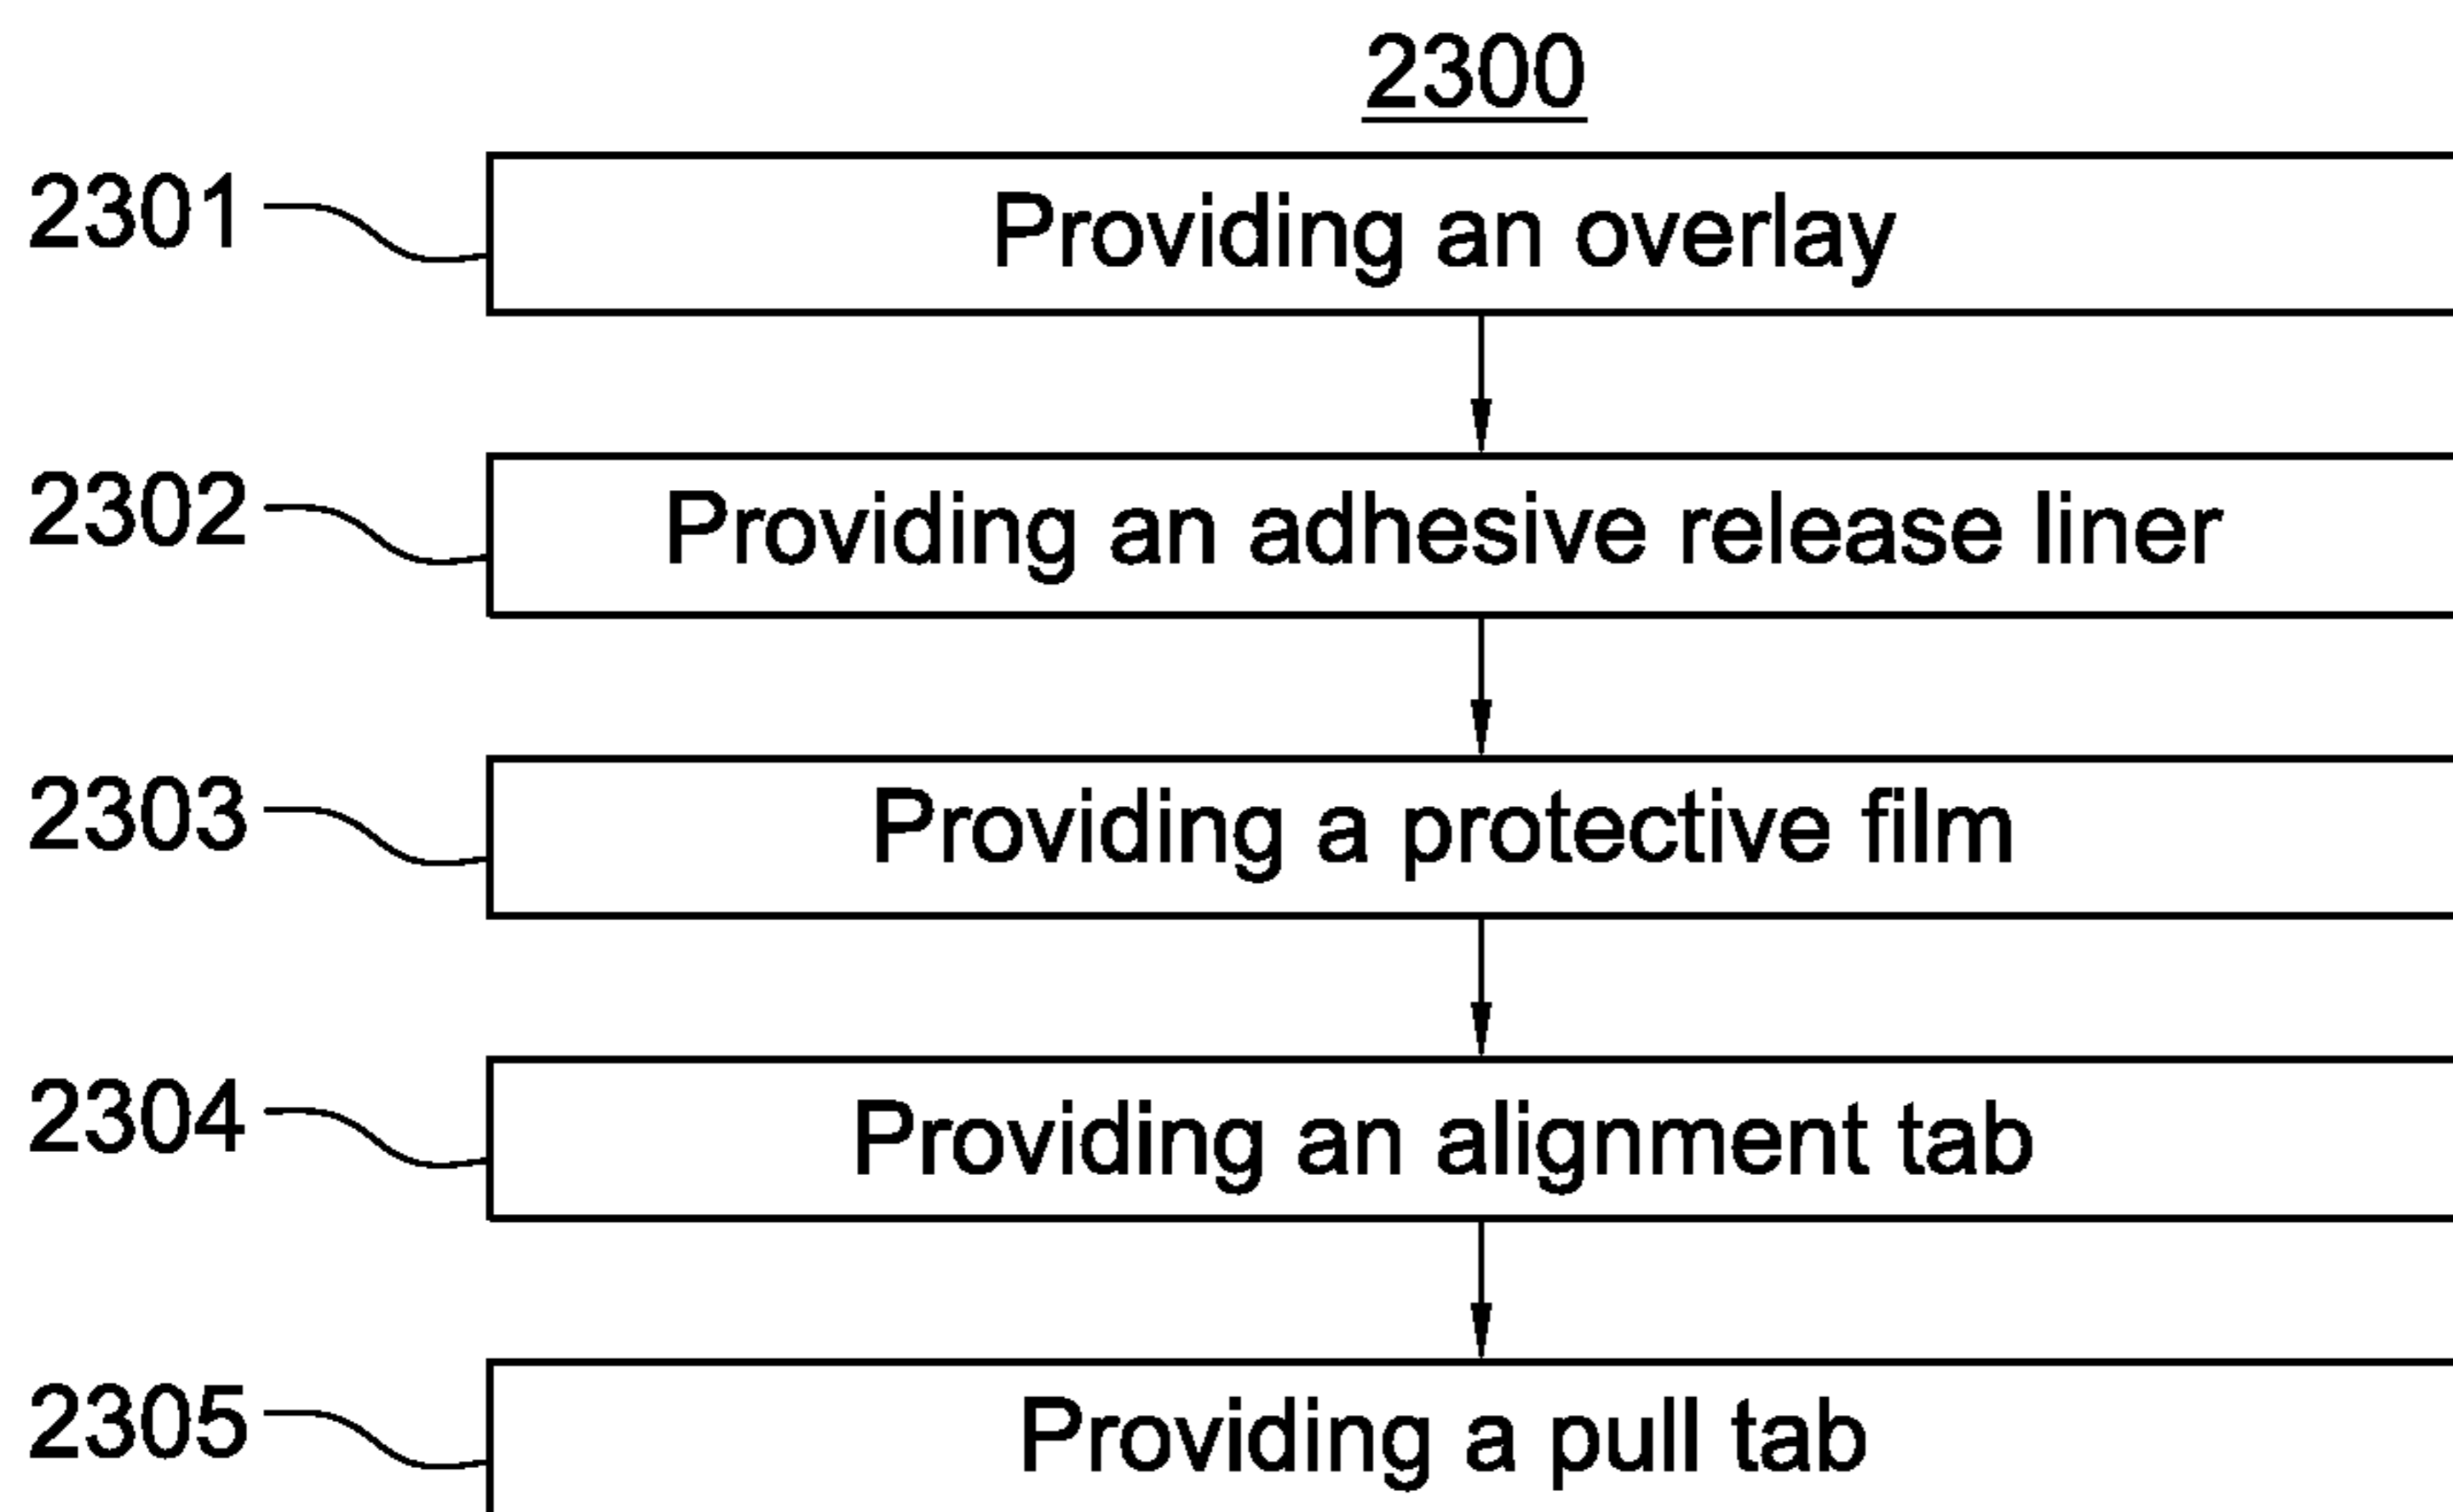 2300
2301 Providing an overlay
2302 Providing an adhesive release liner
2303 Providing a protective film
2304 Providing an alignment tab
2305 Providing a pull tab